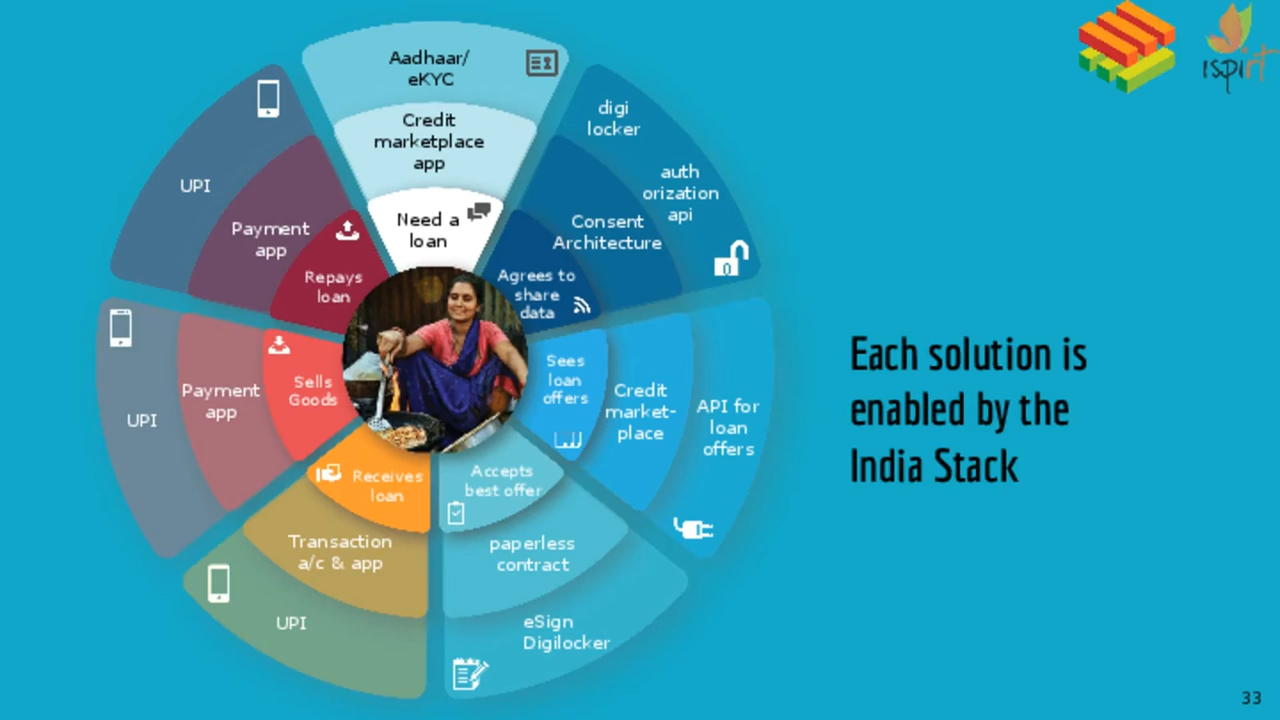 Aadhaar/
eKYC
Credit
marketplace
app
Need a
loan
digi
locker
auth
orization
api
Consent
Architecture
Agrees to
share
data
Sees
loan
offers
Credit
market-
place
API for
loan
offers
Accepts
best offer
paperless
contract
eSign
Digilocker
Receives
loan
Transaction
a/c & app
UPI
Sells
Goods
Payment
app
UPI
Repays
loan
Payment
app
UPI
Each solution is
enabled by the
India Stack
ispirt
33